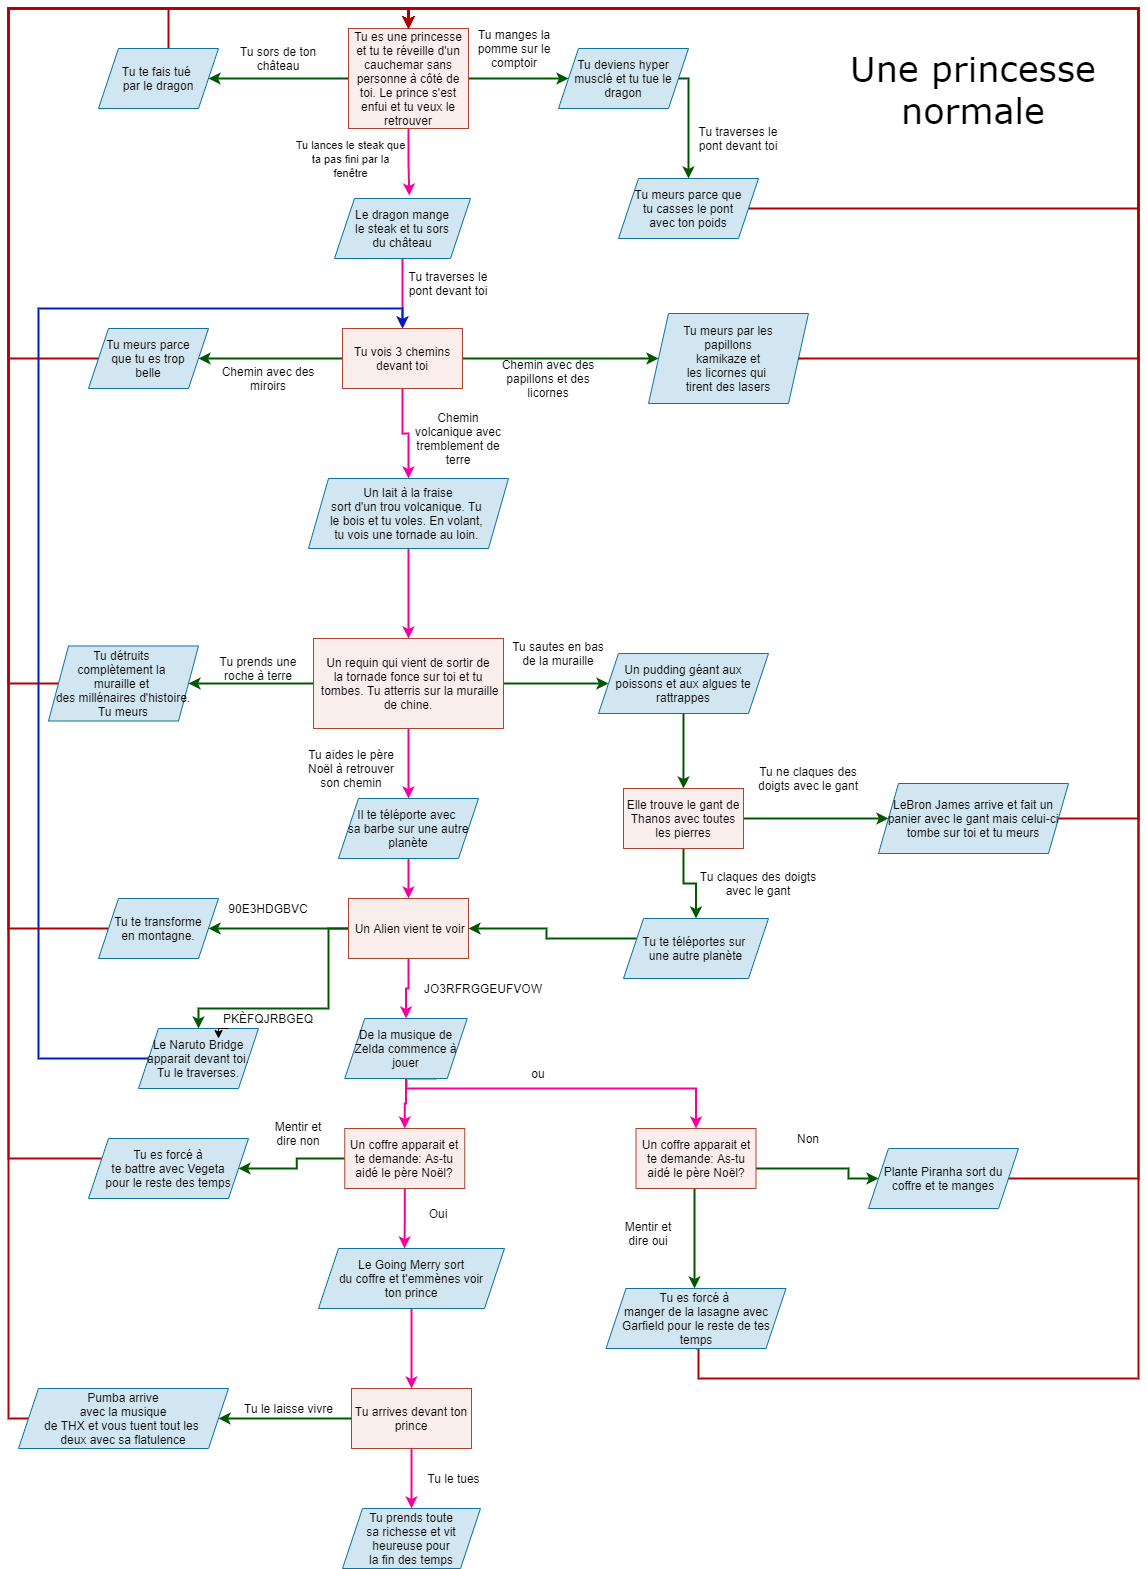 Une princesse
normale
Tu es une princesse
et tu te réveille d'un
cauchemar sans
personne à côté de
toi. Le prince s'est
enfui et tu veux le
retrouver
Tu sors de ton
château
Tu te fais tué
par le dragon
Tu manges la
pomme sur le
comptoir
Tu deviens hyper
musclé et tu tue le
dragon
Tu traverses le
pont devant toi
Tu meurs parce que
tu casses le pont
avec ton poids
Tu lances le steak que
ta pas fini par la
fenêtre
Le dragon mange
le steak et tu sors
du château
Tu traverses le
pont devant toi
Tu vois 3 chemins
devant toi
Chemin avec des
miroirs
Tu meurs parce
que tu es trop
belle
Chemin avec des
papillons et des
licornes
Tu meurs par les
papillons
kamikaze et
les licornes qui
tirent des lasers
Chemin
volcanique avec
tremblement de
terre
Un lait à la fraise
sort d'un trou volcanique. Tu
le bois et tu voles. En volant,
tu vois une tornade au loin.
Un requin qui vient de sortir de
la tornade fonce sur toi et tu
tombes. Tu atterris sur la muraille
de chine.
Tu prends une
roche à terre
Tu détruits
complètement la
muraille et
des millénaires d'histoire.
Tu meurs
Tu sautes en bas
de la muraille
Un pudding géant aux
poissons et aux algues te
rattrappes
Tu aides le père
Noël à retrouver
son chemin
Il te téléporte avec
sa barbe sur une autre
planète
Elle trouve le gant de
Thanos avec toutes
les pierres
Tu ne claques des
doigts avec le gant
LeBron James arrive et fait un
panier avec le gant mais celui-ci
tombe sur toi et tu meurs
Tu claques des doigts
avec le gant
Tu te téléportes sur
une autre planète
Un Alien vient te voir
90E3HDGBVC
Tu te transforme
en montagne.
PKÈFQJRBGEQ
Le Naruto Bridge
apparait devant toi.
Tu le traverses.
JO3RFRGGEUFVOW
De la musique de
Zelda commence à
jouer
ou
Un coffre apparait et
te demande: As-tu
aidé le père Noël?
Mentir et
dire non
Tu es forcé à
te battre avec Vegeta
pour le reste des temps
Un coffre apparait et
te demande: As-tu
aidé le père Noël?
Non
Plante Piranha sort du
coffre et te manges
Oui
Le Going Merry sort
du coffre et t'emmènes voir
ton prince
Mentir et
dire oui
Tu es forcé à
manger de la lasagne avec
Garfield pour le reste de tes
temps
Tu arrives devant ton
prince
Tu le laisse vivre
Pumba arrive
avec la musique
de THX et vous tuent tout les
deux avec sa flatulence
Tu le tues
Tu prends toute
sa richesse et vit
heureuse pour
la fin des temps